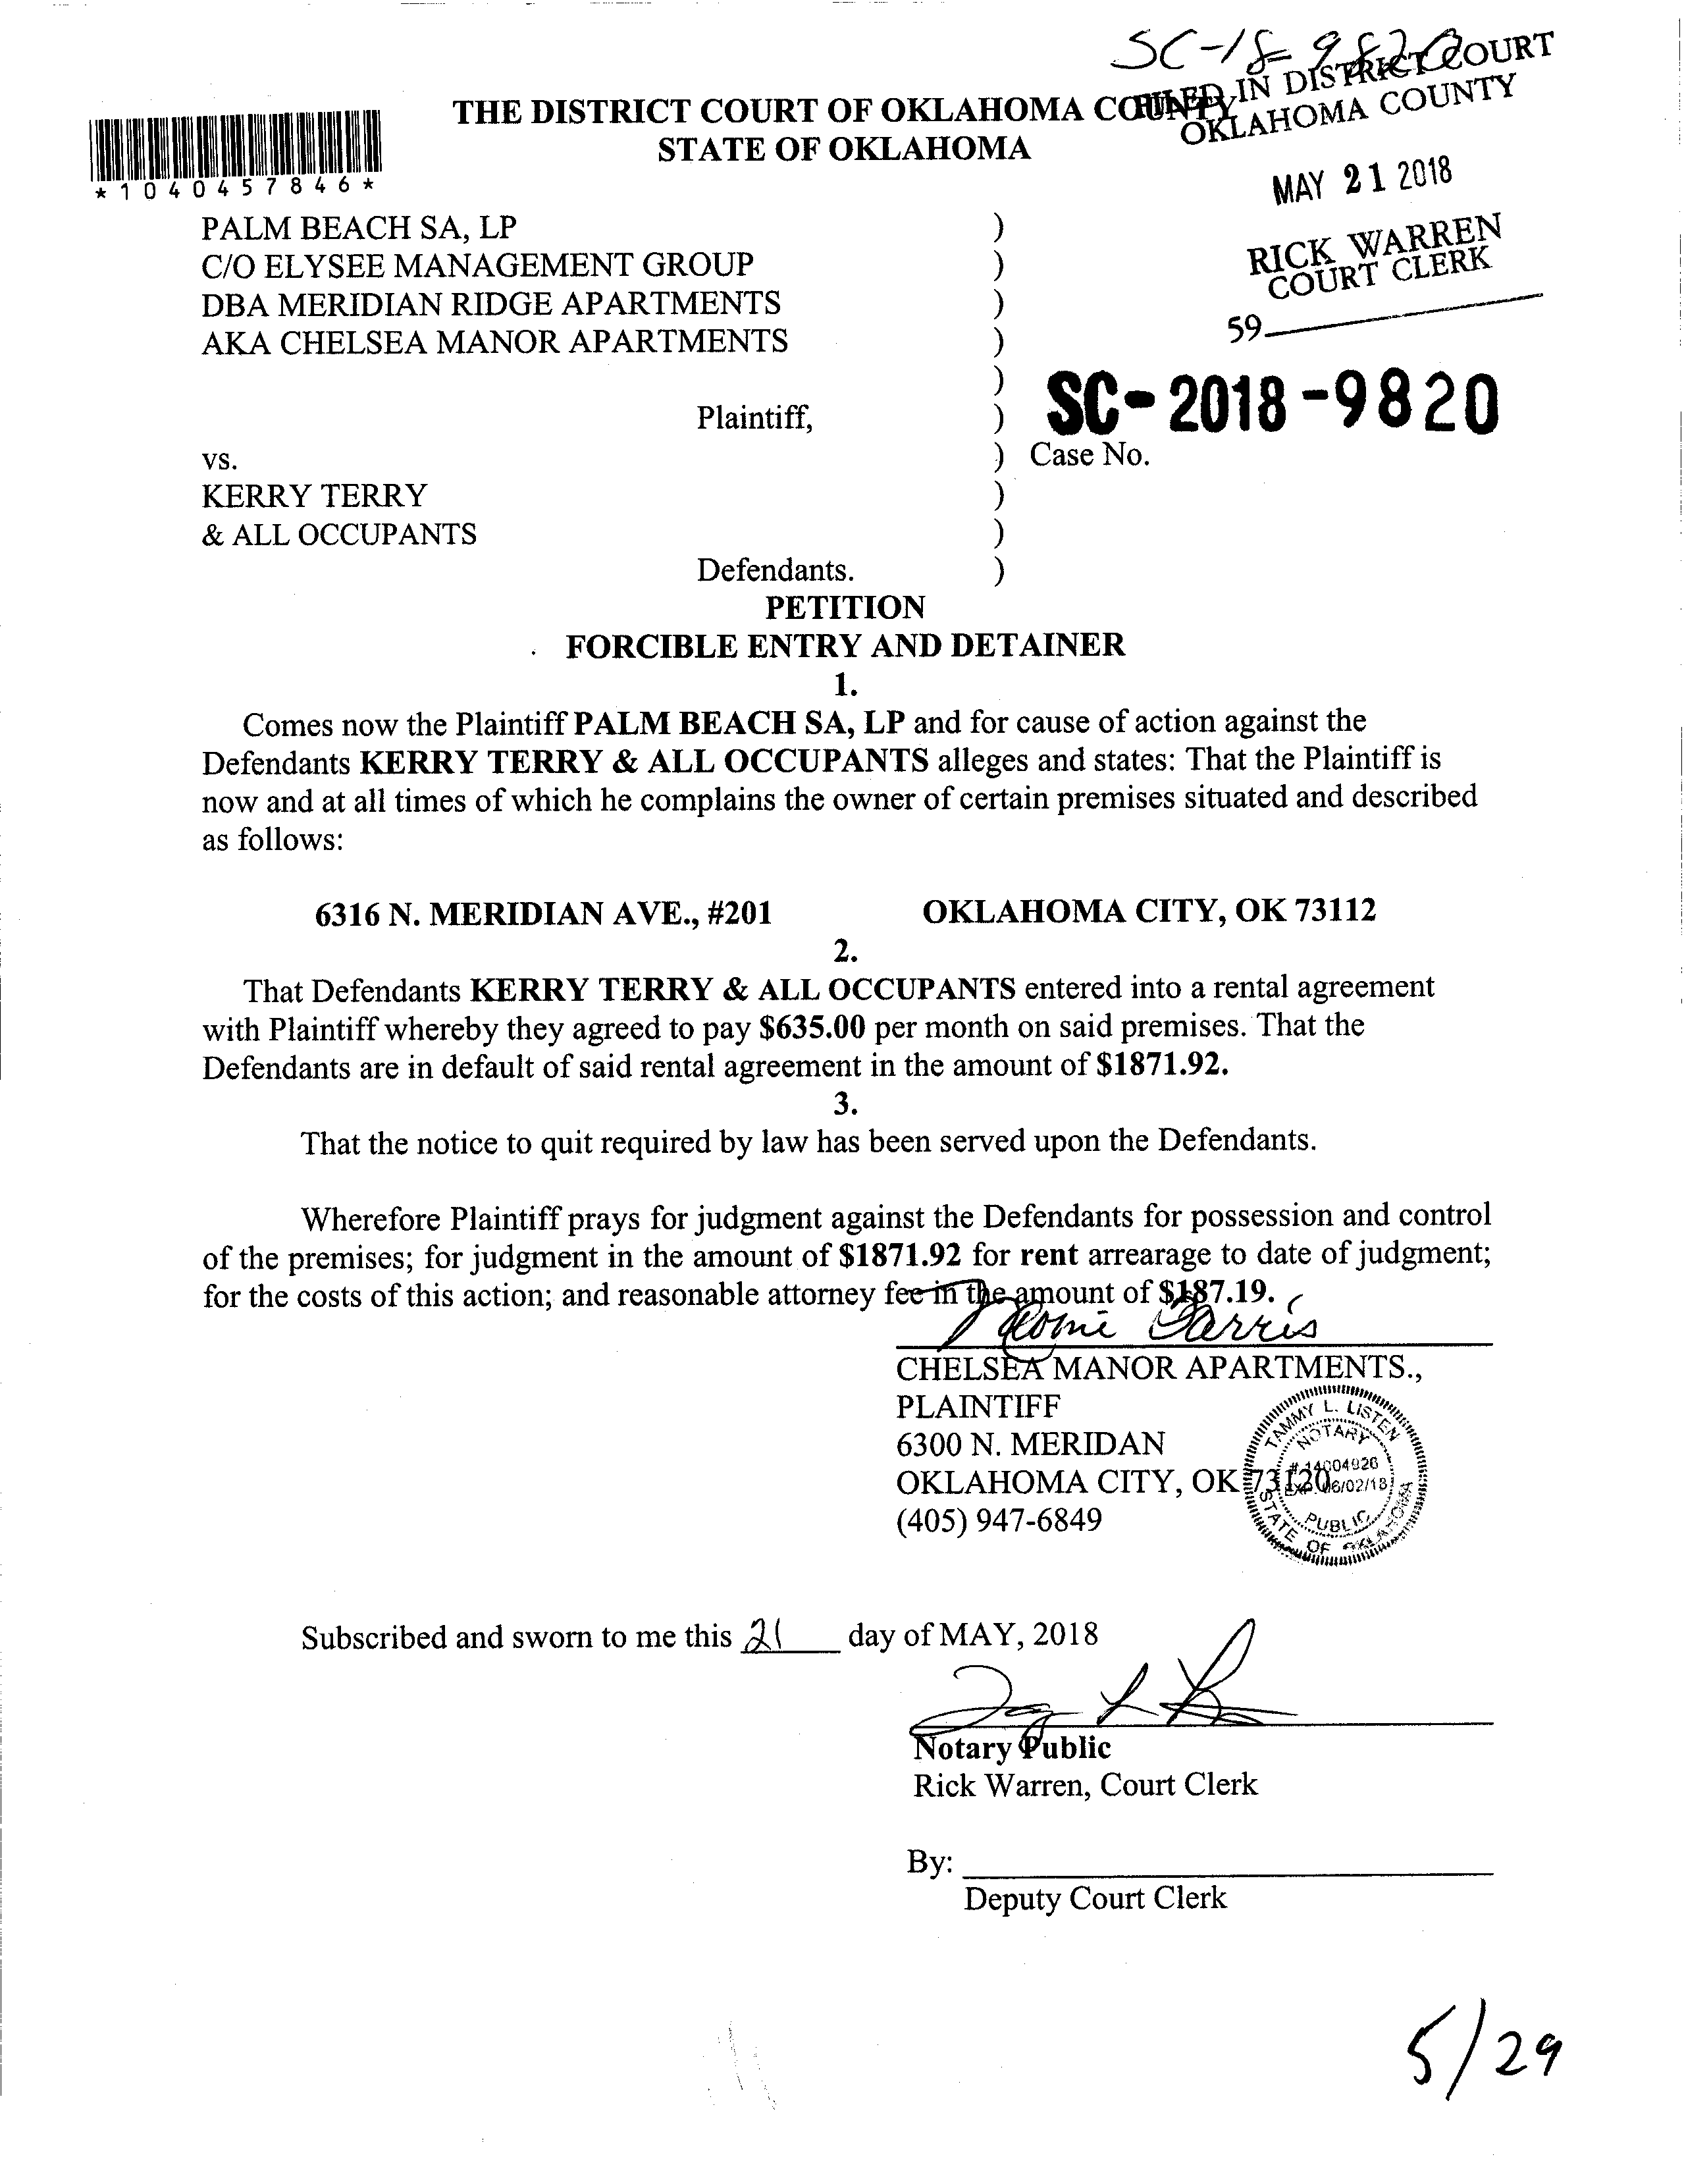 SC-18-9820
FILED IN DISTRICT COURT
OKLAHOMA COUNTY
THE DISTRICT COURT OF OKLAHOMA COUNTY
STATE OF OKLAHOMA
*1040457846*
MAY 21 2018
RICK WARREN
COURT CLERK
59
PALM BEACH SA, LP )
C/O ELYSEE MANAGEMENT GROUP )
DBA MERIDIAN RIDGE APARTMENTS )
AKA CHELSEA MANOR APARTMENTS )
)
Plaintiff, ) SC-2018-9820
vs. ) Case No.
KERRY TERRY )
& ALL OCCUPANTS )
Defendants. )
PETITION
FORCIBLE ENTRY AND DETAINER
1.
Comes now the Plaintiff PALM BEACH SA, LP and for cause of action against the
Defendants KERRY TERRY & ALL OCCUPANTS alleges and states: That the Plaintiff is
now and at all times of which he complains the owner of certain premises situated and described
as follows:
6316 N. MERIDIAN AVE., #201 OKLAHOMA CITY, OK 73112
2.
That Defendants KERRY TERRY & ALL OCCUPANTS entered into a rental agreement
with Plaintiff whereby they agreed to pay $635.00 per month on said premises. That the
Defendants are in default of said rental agreement in the amount of $1871.92.
3.
That the notice to quit required by law has been served upon the Defendants.
Wherefore Plaintiff prays for judgment against the Defendants for possession and control
of the premises; for judgment in the amount of $1871.92 for rent arrearage to date of judgment;
for the costs of this action; and reasonable attorney fee in the amount of $187.19.
CHELSEA MANOR APARTMENTS.,
PLAINTIFF
6300 N. MERIDAN
OKLAHOMA CITY, OK 73120
(405) 947-6849
TAMMY L. LISTEN
NOTARY
# 14004926
EXP. 06/02/18
PUBLIC
STATE OF OKLAHOMA
Subscribed and sworn to me this 21 day of MAY, 2018
Notary Public
Rick Warren, Court Clerk
By:
Deputy Court Clerk
5/29